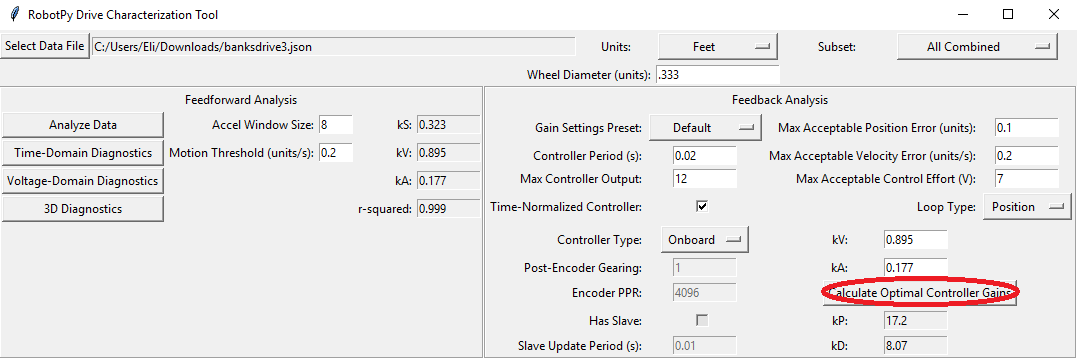 RobotPy Drive Characterization Tool
Select Data File C:/Users/Eli/Downloads/banksdrive3.json Units: Feet Subset: All Combined
Wheel Diameter (units): .333
Feedforward Analysis
Analyze Data Accel Window Size: 8 kS: 0.323
Time-Domain Diagnostics Motion Threshold (units/s): 0.2 kV: 0.895
Voltage-Domain Diagnostics kA: 0.177
3D Diagnostics r-squared: 0.999
Feedback Analysis
Gain Settings Preset: Default Max Acceptable Position Error (units): 0.1
Controller Period (s): 0.02 Max Acceptable Velocity Error (units/s): 0.2
Max Controller Output: 12 Max Acceptable Control Effort (V): 7
Time-Normalized Controller: Loop Type: Position
Controller Type: Onboard kV: 0.895
Post-Encoder Gearing: 1 kA: 0.177
Encoder PPR: 4096 Calculate Optimal Controller Gains
Has Slave: kP: 17.2
Slave Update Period (s): 0.01 kD: 8.07